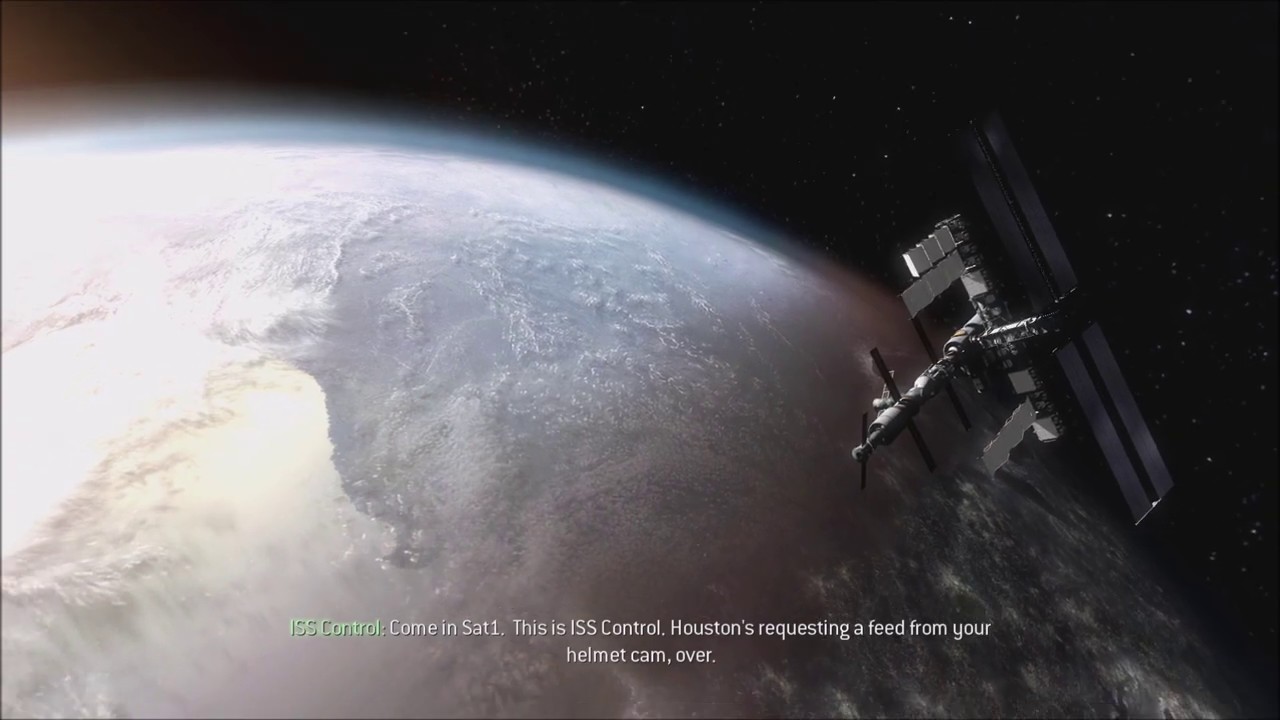 ISS Control: Come in Sat1. This is ISS Control. Houston's requesting a feed from your
helmet cam, over.